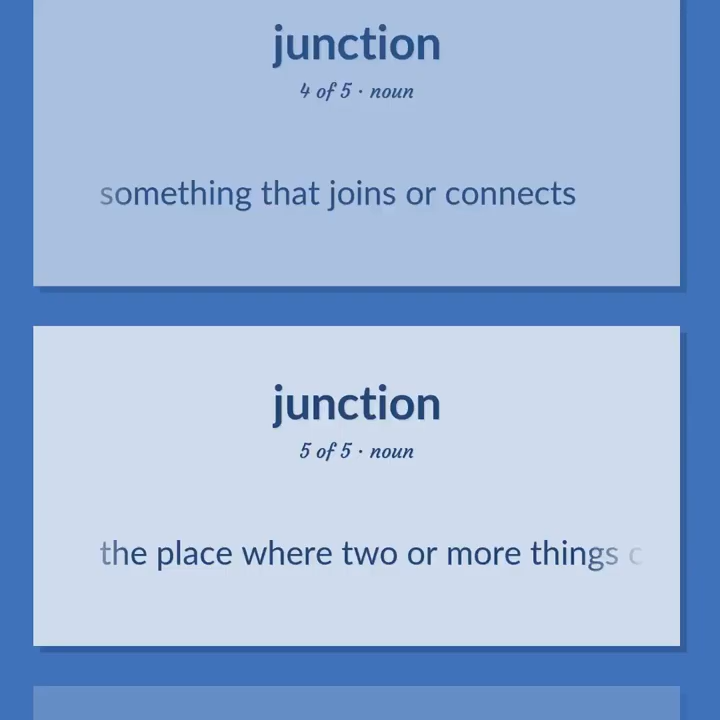 junction
4 of 5 · noun
something that joins or connects
junction
5 of 5 · noun
the place where two or more things